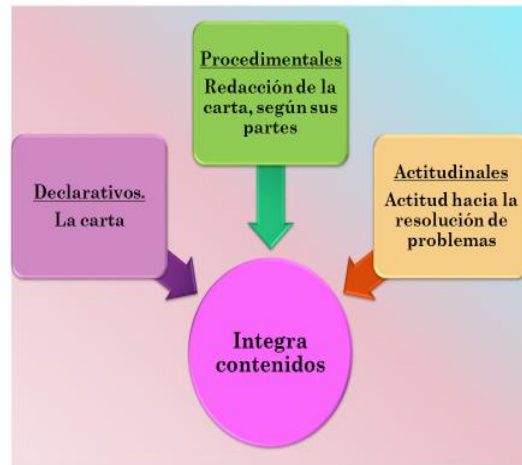 Procedimentales
Redacción de la
carta, según sus
partes
Declarativos.
La carta
Actitudinales
Actitud hacia la
resolución de
problemas
Integra
contenidos